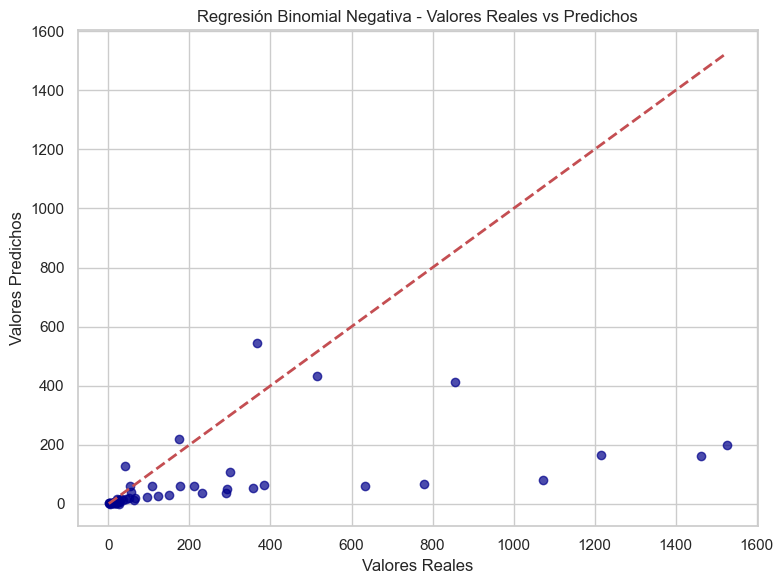 Regresión Binomial Negativa - Valores Reales vs Predichos
1600
1400
1200
1000
800
600
400
200
0
Valores Predichos
0 200 400 600 800 1000 1200 1400 1600
Valores Reales